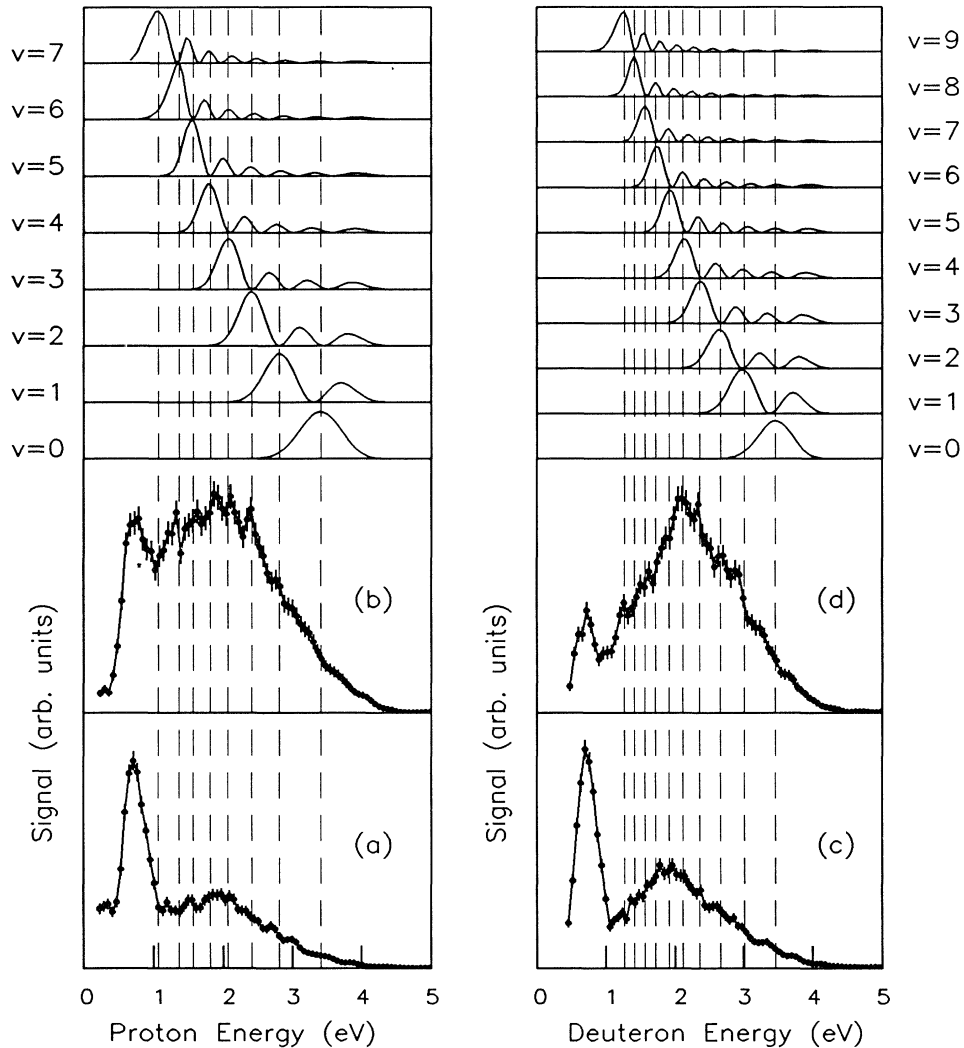 v=7
v=6
v=5
v=4
v=3
v=2
v=1
v=0
v=9
v=8
v=7
v=6
v=5
v=4
v=3
v=2
v=1
v=0
(b)
(d)
(a)
(c)
Signal (arb. units)
Signal (arb. units)
0 1 2 3 4 5
0 1 2 3 4 5
Proton Energy (eV)
Deuteron Energy (eV)